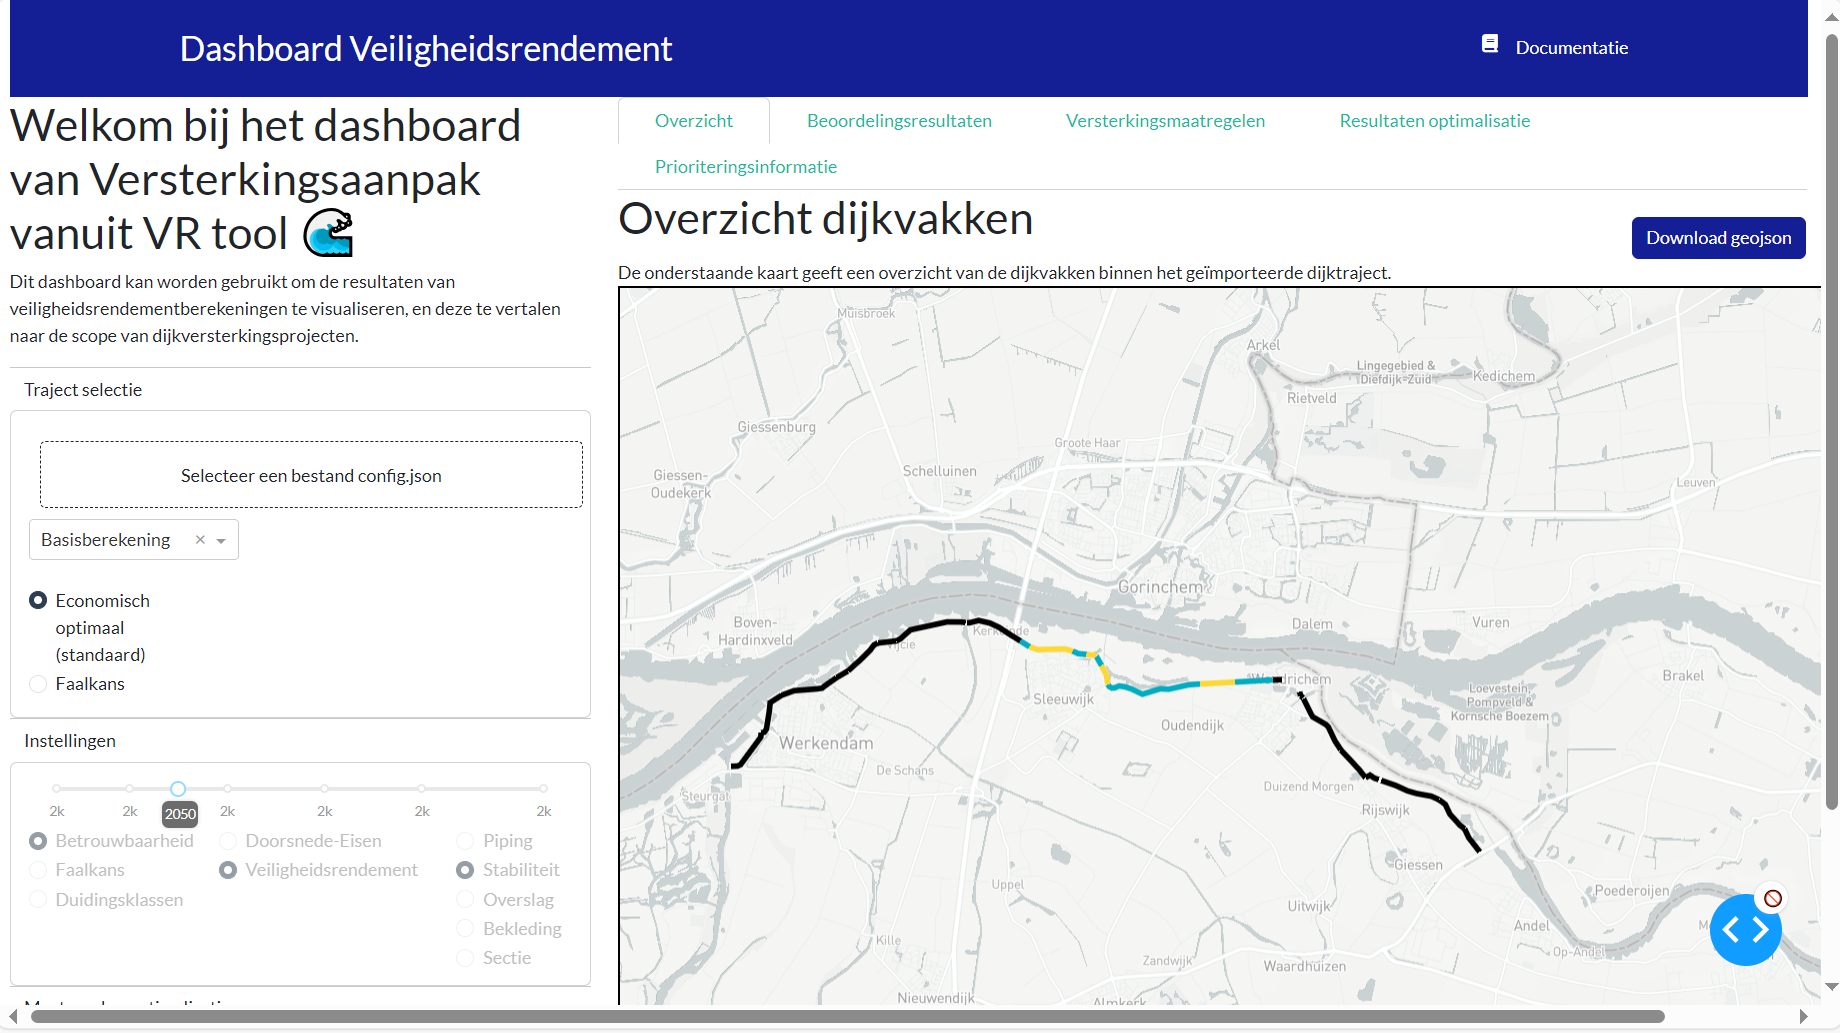 Dashboard Veiligheidsrendement
Documentatie
Welkom bij het dashboard
van Versterkingsaanpak
vanuit VR tool
Dit dashboard kan worden gebruikt om de resultaten van
veiligheidsrendementberekeningen te visualiseren, en deze te vertalen
naar de scope van dijkversterkingsprojecten.
Traject selectie
Selecteer een bestand config.json
Basisberekening
Economisch
optimaal
(standaard)
Faalkans
Instellingen
2k
2k
2050
2k
2k
2k
2k
Betrouwbaarheid
Faalkans
Duidingsklassen
Doorsnede-Eisen
Veiligheidsrendement
Piping
Stabiliteit
Overslag
Bekleding
Sectie
Overzicht
Beoordelingsresultaten
Versterkingsmaatregelen
Resultaten optimalisatie
Prioriteringsinformatie
Overzicht dijkvakken
Download geojson
De onderstaande kaart geeft een overzicht van de dijkvakken binnen het geïmporteerde dijktraject.
Muisbroek
Arkel
Lingegebied &
Diefdijk-Zuid
Kedichem
Rietveld
Giessenburg
Groote Haar
Schelluinen
Giessen-
Oudekerk
Leuven
Gorinchem
Boven-
Hardinxveld
Dalem
Vuren
Brakel
Sleeuwijk
Loevestein,
Pompveld &
Kornsche Boezem
Oudendijk
Werkendam
De Schans
Steurgat
Duizend Morgen
Rijswijk
Giessen
Uppel
Poederoijen
Uitwijk
Andel
Kille
Op-Andel
Zandwijk
Waardhuizen
Nieuwendijk
Almkerk